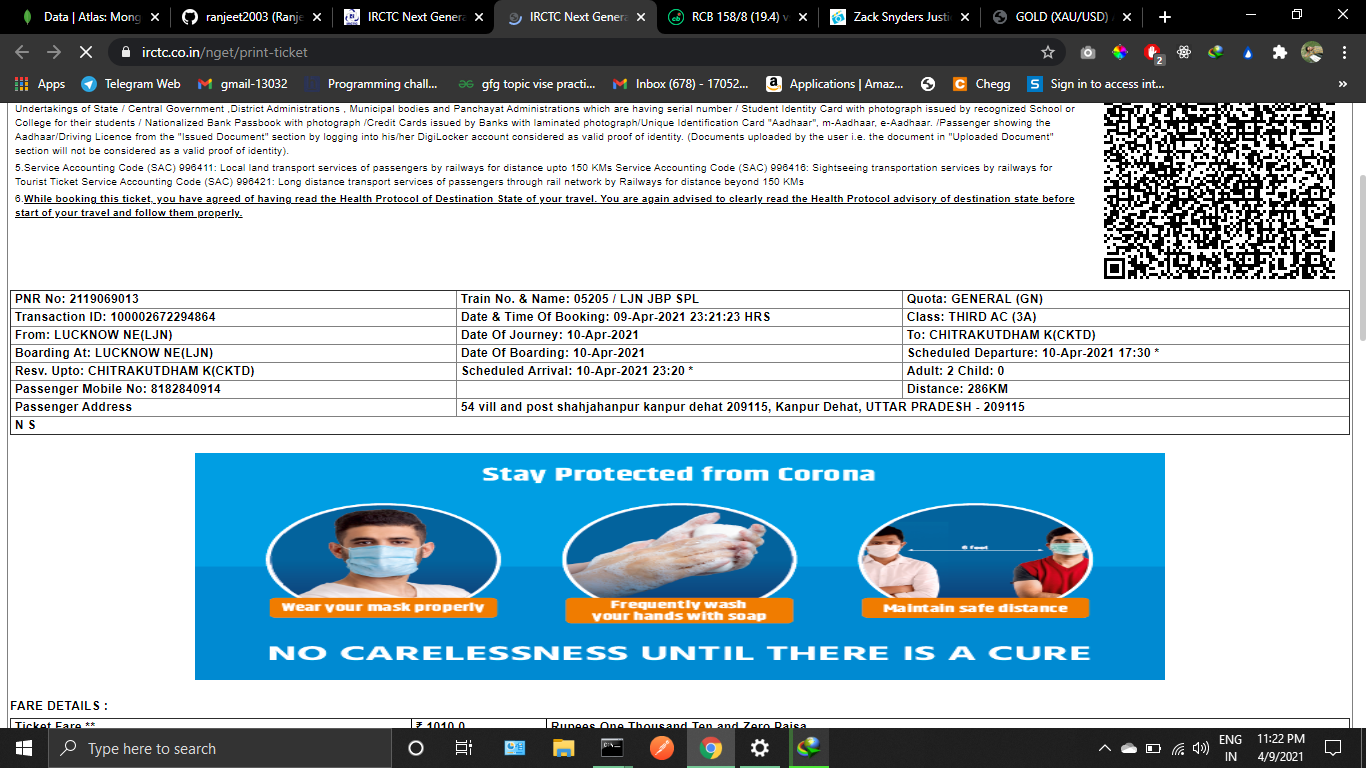 Data | Atlas: Mong
ranjeet2003 (Ranje
IRCTC Next Genera
IRCTC Next Genera
RCB 158/8 (19.4) v
Zack Snyders Justi
GOLD (XAU/USD)
irctc.co.in/nget/print-ticket
2
Apps
Telegram Web
gmail-13032
Programming chall...
gfg topic vise practi...
Inbox (678) - 17052...
Applications | Amaz...
Chegg
Sign in to access int...
»
Undertakings of State / Central Government ,District Administrations , Municipal bodies and Panchayat Administrations which are having serial number / Student Identity Card with photograph issued by recognized School or
College for their students / Nationalized Bank Passbook with photograph /Credit Cards issued by Banks with laminated photograph/Unique Identification Card "Aadhaar", m-Aadhaar, e-Aadhaar. /Passenger showing the
Aadhaar/Driving Licence from the "Issued Document" section by logging into his/her DigiLocker account considered as valid proof of identity. (Documents uploaded by the user i.e. the document in "Uploaded Document"
section will not be considered as a valid proof of identity).
5.Service Accounting Code (SAC) 996411: Local land transport services of passengers by railways for distance upto 150 KMs Service Accounting Code (SAC) 996416: Sightseeing transportation services by railways for
Tourist Ticket Service Accounting Code (SAC) 996421: Long distance transport services of passengers through rail network by Railways for distance beyond 150 KMs
6.While booking this ticket, you have agreed of having read the Health Protocol of Destination State of your travel. You are again advised to clearly read the Health Protocol advisory of destination state before
start of your travel and follow them properly.
PNR No: 2119069013
Train No. & Name: 05205 / LJN JBP SPL
Quota: GENERAL (GN)
Transaction ID: 100002672294864
Date & Time Of Booking: 09-Apr-2021 23:21:23 HRS
Class: THIRD AC (3A)
From: LUCKNOW NE(LJN)
Date Of Journey: 10-Apr-2021
To: CHITRAKUTDHAM K(CKTD)
Boarding At: LUCKNOW NE(LJN)
Date Of Boarding: 10-Apr-2021
Scheduled Departure: 10-Apr-2021 17:30 *
Resv. Upto: CHITRAKUTDHAM K(CKTD)
Scheduled Arrival: 10-Apr-2021 23:20 *
Adult: 2 Child: 0
Passenger Mobile No: 8182840914
Distance: 286KM
Passenger Address
54 vill and post shahjahanpur kanpur dehat 209115, Kanpur Dehat, UTTAR PRADESH - 209115
N S
Stay Protected from Corona
6 feet
Wear your mask properly
Frequently wash
your hands with soap
Maintain safe distance
NO CARELESSNESS UNTIL THERE IS A CURE
FARE DETAILS :
Ticket Fare **
₹ 1010.0
Rupees One Thousand Ten and Zero Paisa
Type here to search
ENG
IN
11:22 PM
4/9/2021